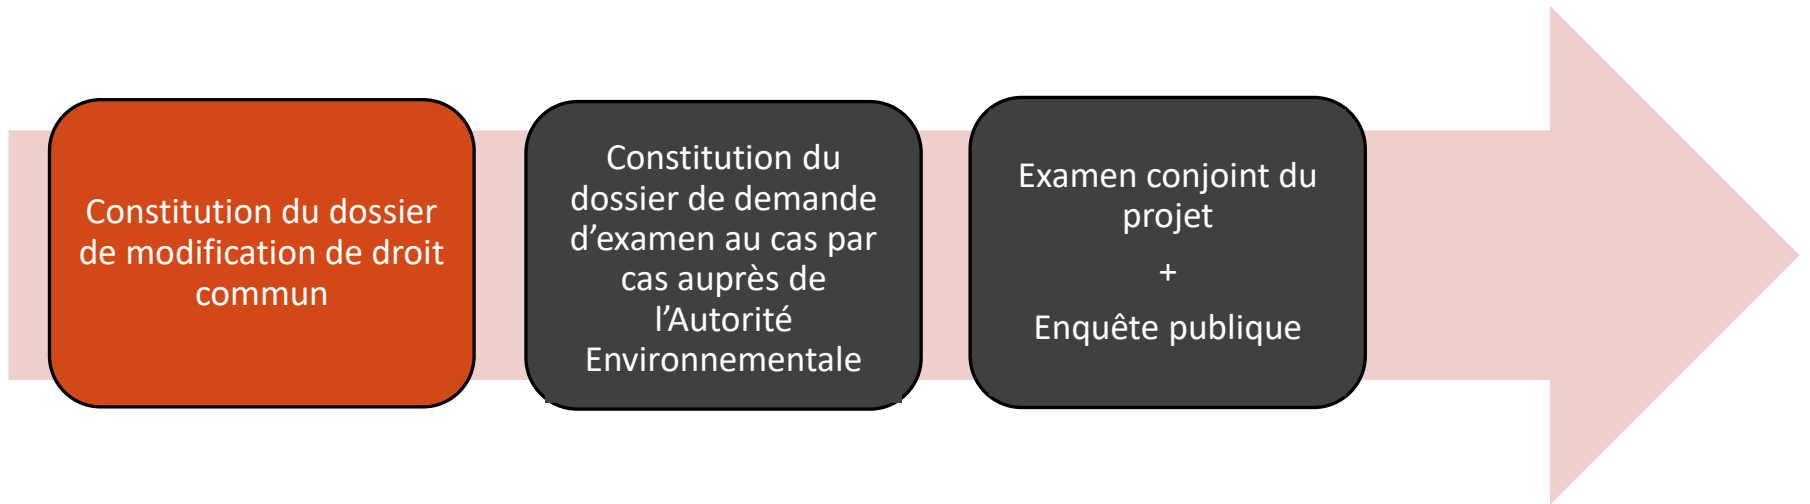 Constitution du dossier
de modification de droit
commun
Constitution du
dossier de demande
d’examen au cas par
cas auprès de
l’Autorité
Environnementale
Examen conjoint du
projet
+
Enquête publique